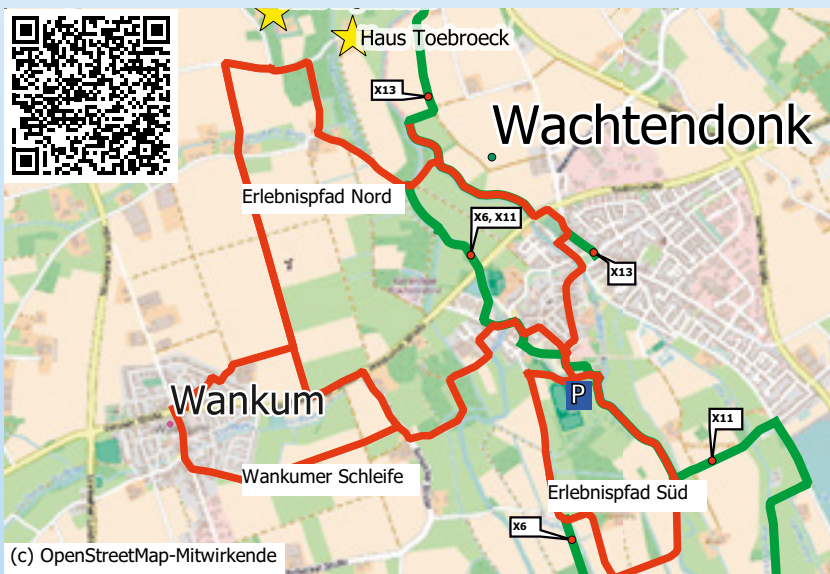 Haus Toebroeck
X13
Wachtendonk
Erlebnispfad Nord
X6, X11
X13
Wankum
P
X11
Wankumer Schleife
Erlebnispfad Süd
X6
(c) OpenStreetMap-Mitwirkende